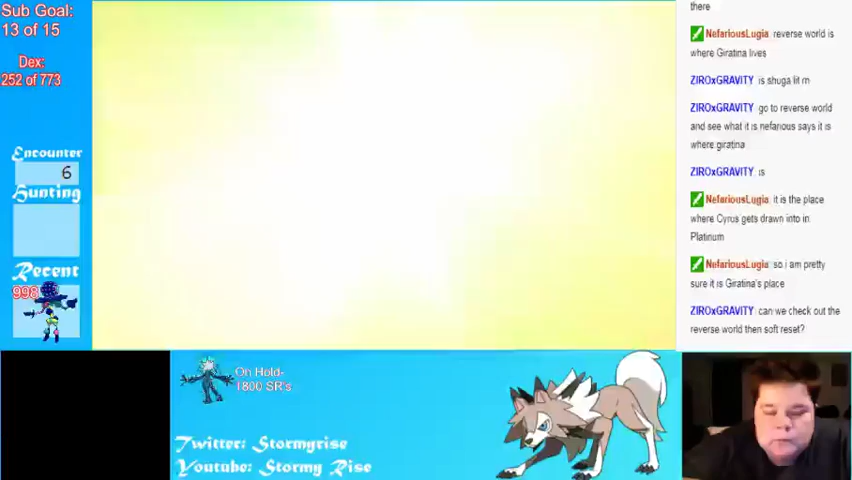 Sub Goal:
13 of 15
Dex:
252 of 773
Encounter
6
Hunting
Recent
998
On Hold-
1800 SR's
Twitter: Stormyrise
Youtube: Stormy Rise
there
NefariousLugia reverse world is
where Giratina lives
ZIROxGRAVITY is shuga lit rn
ZIROxGRAVITY go to reverse world
and see what it is nefarious says it is
where giratina
ZIROxGRAVITY is
NefariousLugia it is the place
where Cyrus gets drawn into in
Platinum
NefariousLugia so i am pretty
sure it is Giratina's place
ZIROxGRAVITY can we check out the
reverse world then soft reset?